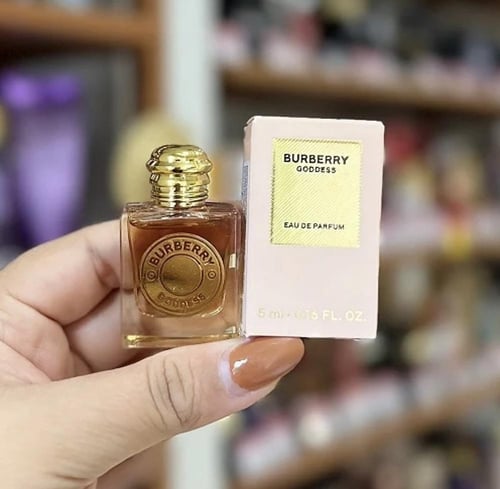 BURBERRY
GODDESS
BURBERRY
GODDESS
EAU DE PARFUM
5 ml - 0.16 FL. OZ.